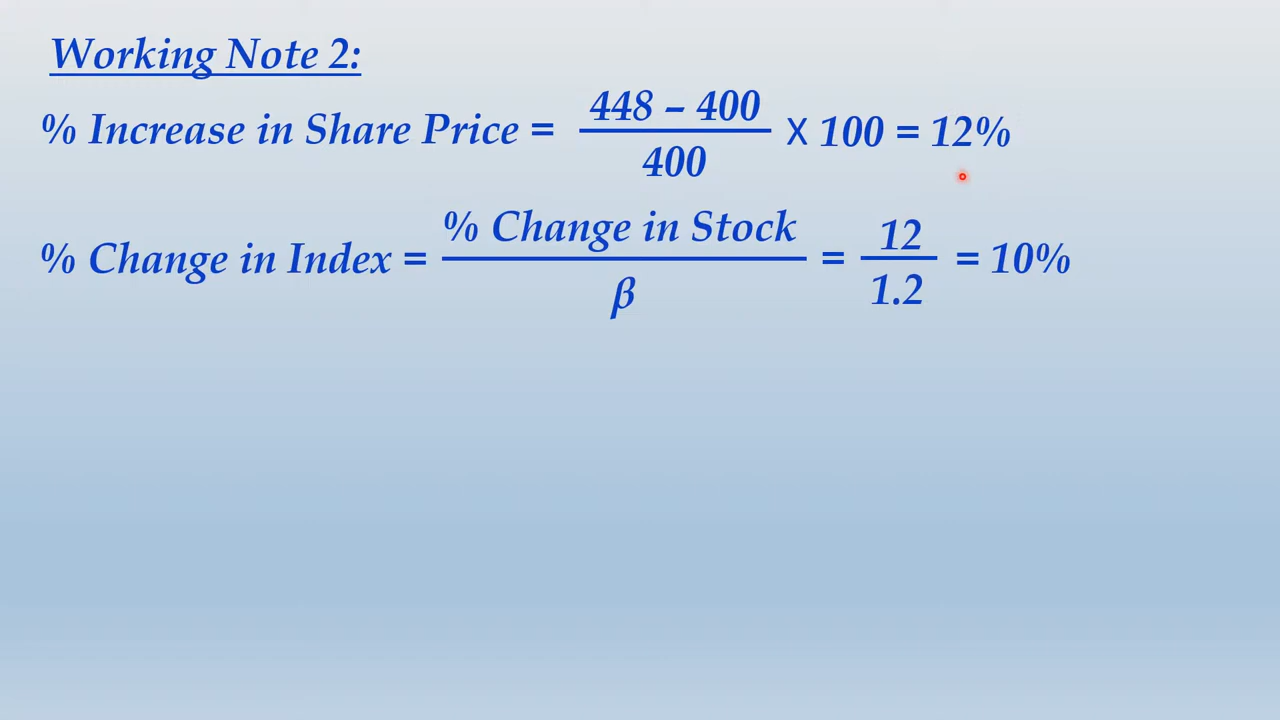 Working Note 2:
% Increase in Share Price = 448 – 400 / 400 X 100 = 12%
% Change in Index = % Change in Stock / β = 12 / 1.2 = 10%